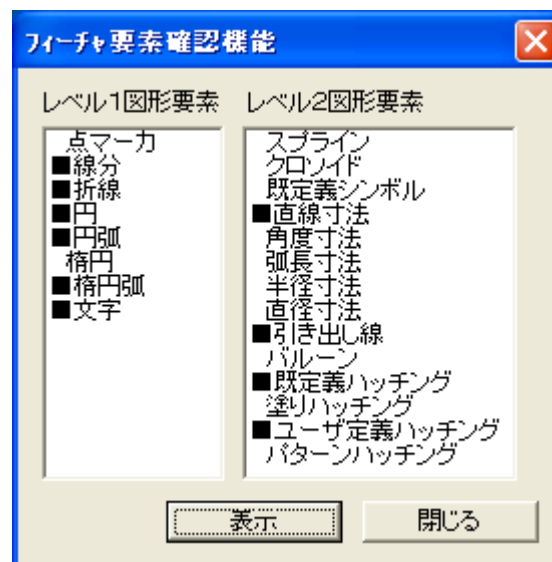 フィーチャ要素確認機能
レベル1図形要素
点マーカ
■線分
■折線
■円
■円弧
楕円
■楕円弧
■文字
レベル2図形要素
スプライン
クロソイド
既定義シンボル
■直線寸法
角度寸法
弧長寸法
半径寸法
直径寸法
■引き出し線
バルーン
■既定義ハッチング
塗りハッチング
■ユーザ定義ハッチング
パターンハッチング
表示
閉じる